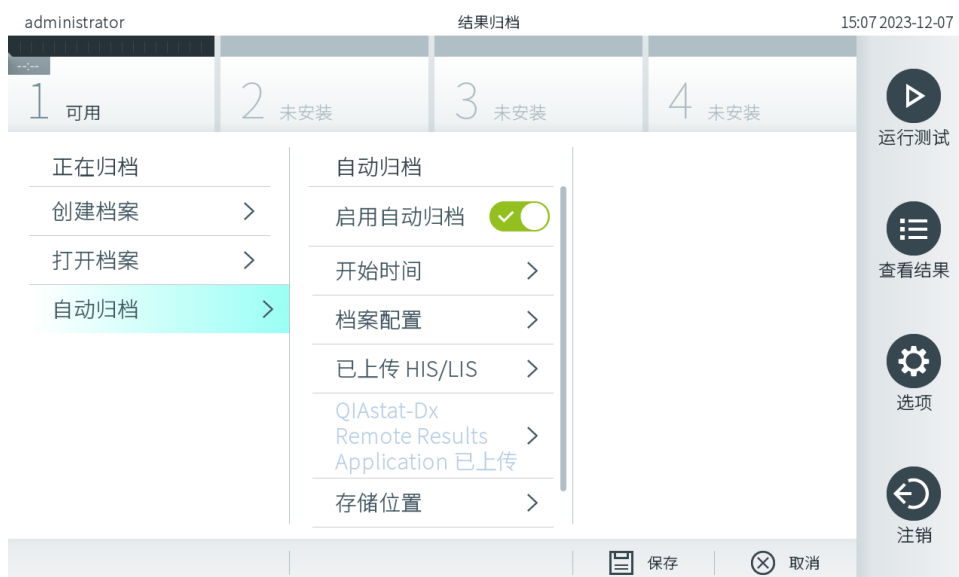 administrator
结果归档
15:07 2023-12-07
--:--
1 可用
2 未安装
3 未安装
4 未安装
运行测试
正在归档
创建档案
打开档案
自动归档
自动归档
启用自动归档
开始时间
档案配置
已上传 HIS/LIS
QIAstat-Dx
Remote Results
Application 已上传
存储位置
查看结果
选项
注销
保存
取消